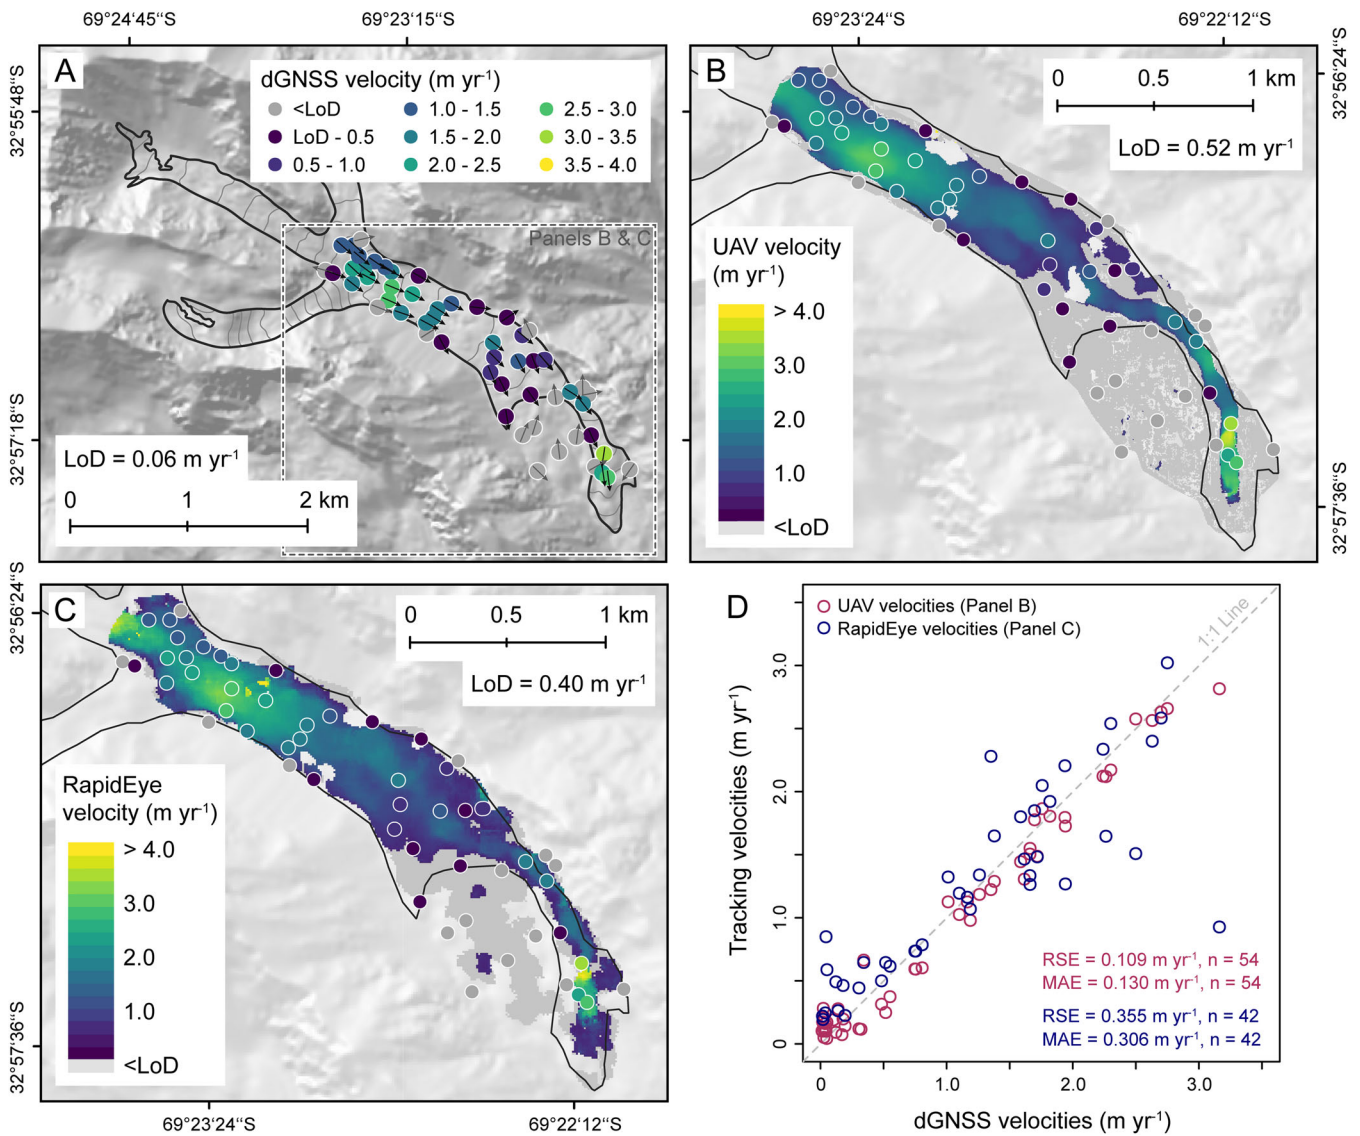 69°24'45"S
69°23'15"S
69°23'24"S
69°22'12"S
A
dGNSS velocity (m yr⁻¹)
<LoD
1.0 - 1.5
2.5 - 3.0
LoD - 0.5
1.5 - 2.0
3.0 - 3.5
0.5 - 1.0
2.0 - 2.5
3.5 - 4.0
32°55'48"S
32°57'18"S
Panels B & C
LoD = 0.06 m yr⁻¹
0
1
2 km
B
0
0.5
1 km
LoD = 0.52 m yr⁻¹
32°56'24"S
32°57'36"S
UAV velocity
(m yr⁻¹)
> 4.0
3.0
2.0
1.0
<LoD
C
0
0.5
1 km
LoD = 0.40 m yr⁻¹
32°56'24"S
32°57'36"S
RapidEye
velocity (m yr⁻¹)
> 4.0
3.0
2.0
1.0
<LoD
69°23'24"S
69°22'12"S
D
UAV velocities (Panel B)
RapidEye velocities (Panel C)
1:1 Line
Tracking velocities (m yr⁻¹)
3.0
2.0
1.0
0
RSE = 0.109 m yr⁻¹, n = 54
MAE = 0.130 m yr⁻¹, n = 54
RSE = 0.355 m yr⁻¹, n = 42
MAE = 0.306 m yr⁻¹, n = 42
0
1.0
2.0
3.0
dGNSS velocities (m yr⁻¹)